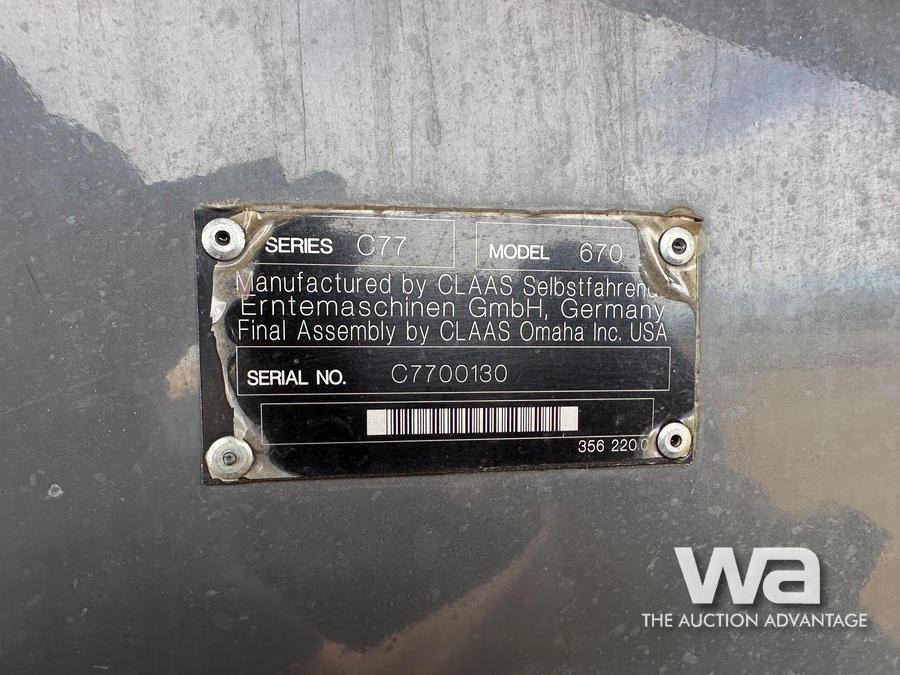 SERIES C77 MODEL 670
Manufactured by CLAAS Selbstfahrend
Erntemaschinen GmbH, Germany
Final Assembly by CLAAS Omaha Inc. USA
SERIAL NO. C7700130
356 220.0
wa
THE AUCTION ADVANTAGE